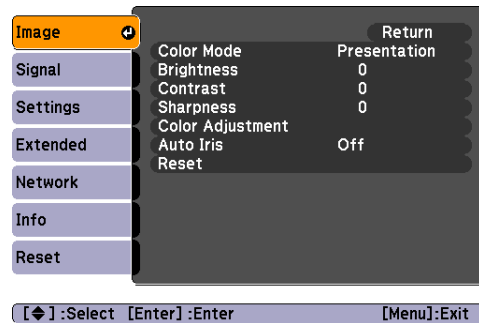 Image
Signal
Settings
Extended
Network
Info
Reset
Return
Color Mode Presentation
Brightness 0
Contrast 0
Sharpness 0
Color Adjustment
Auto Iris Off
Reset
[◆] :Select [Enter] :Enter [Menu]:Exit